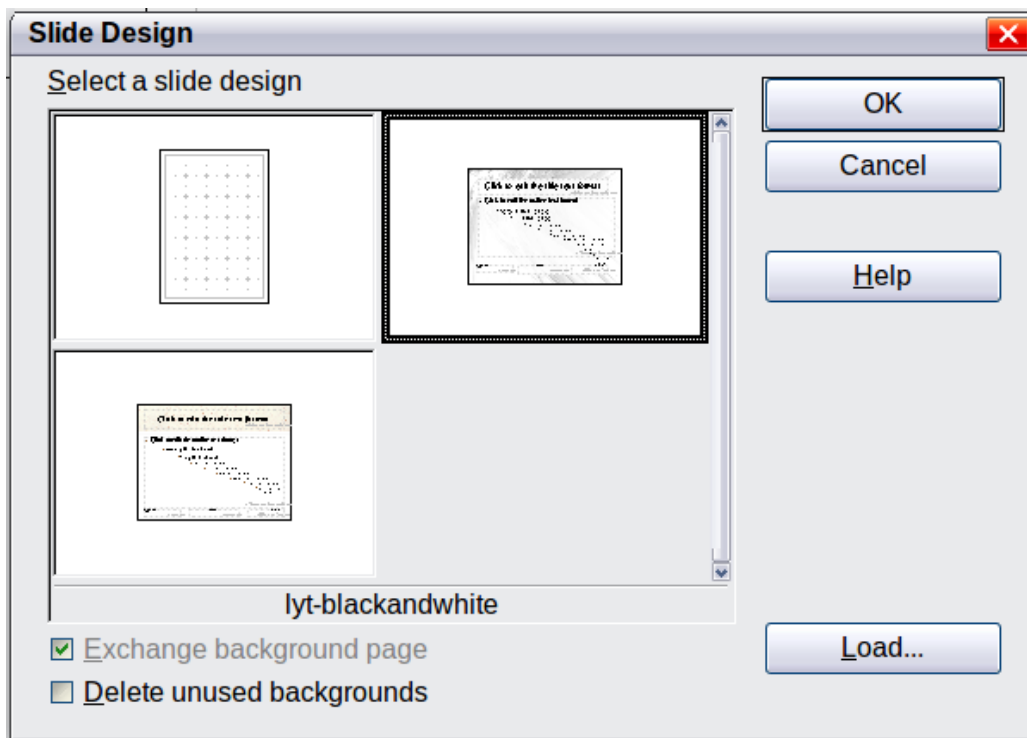 Slide Design
Select a slide design
OK
Cancel
Help
lyt-blackandwhite
Exchange background page
Load...
Delete unused backgrounds